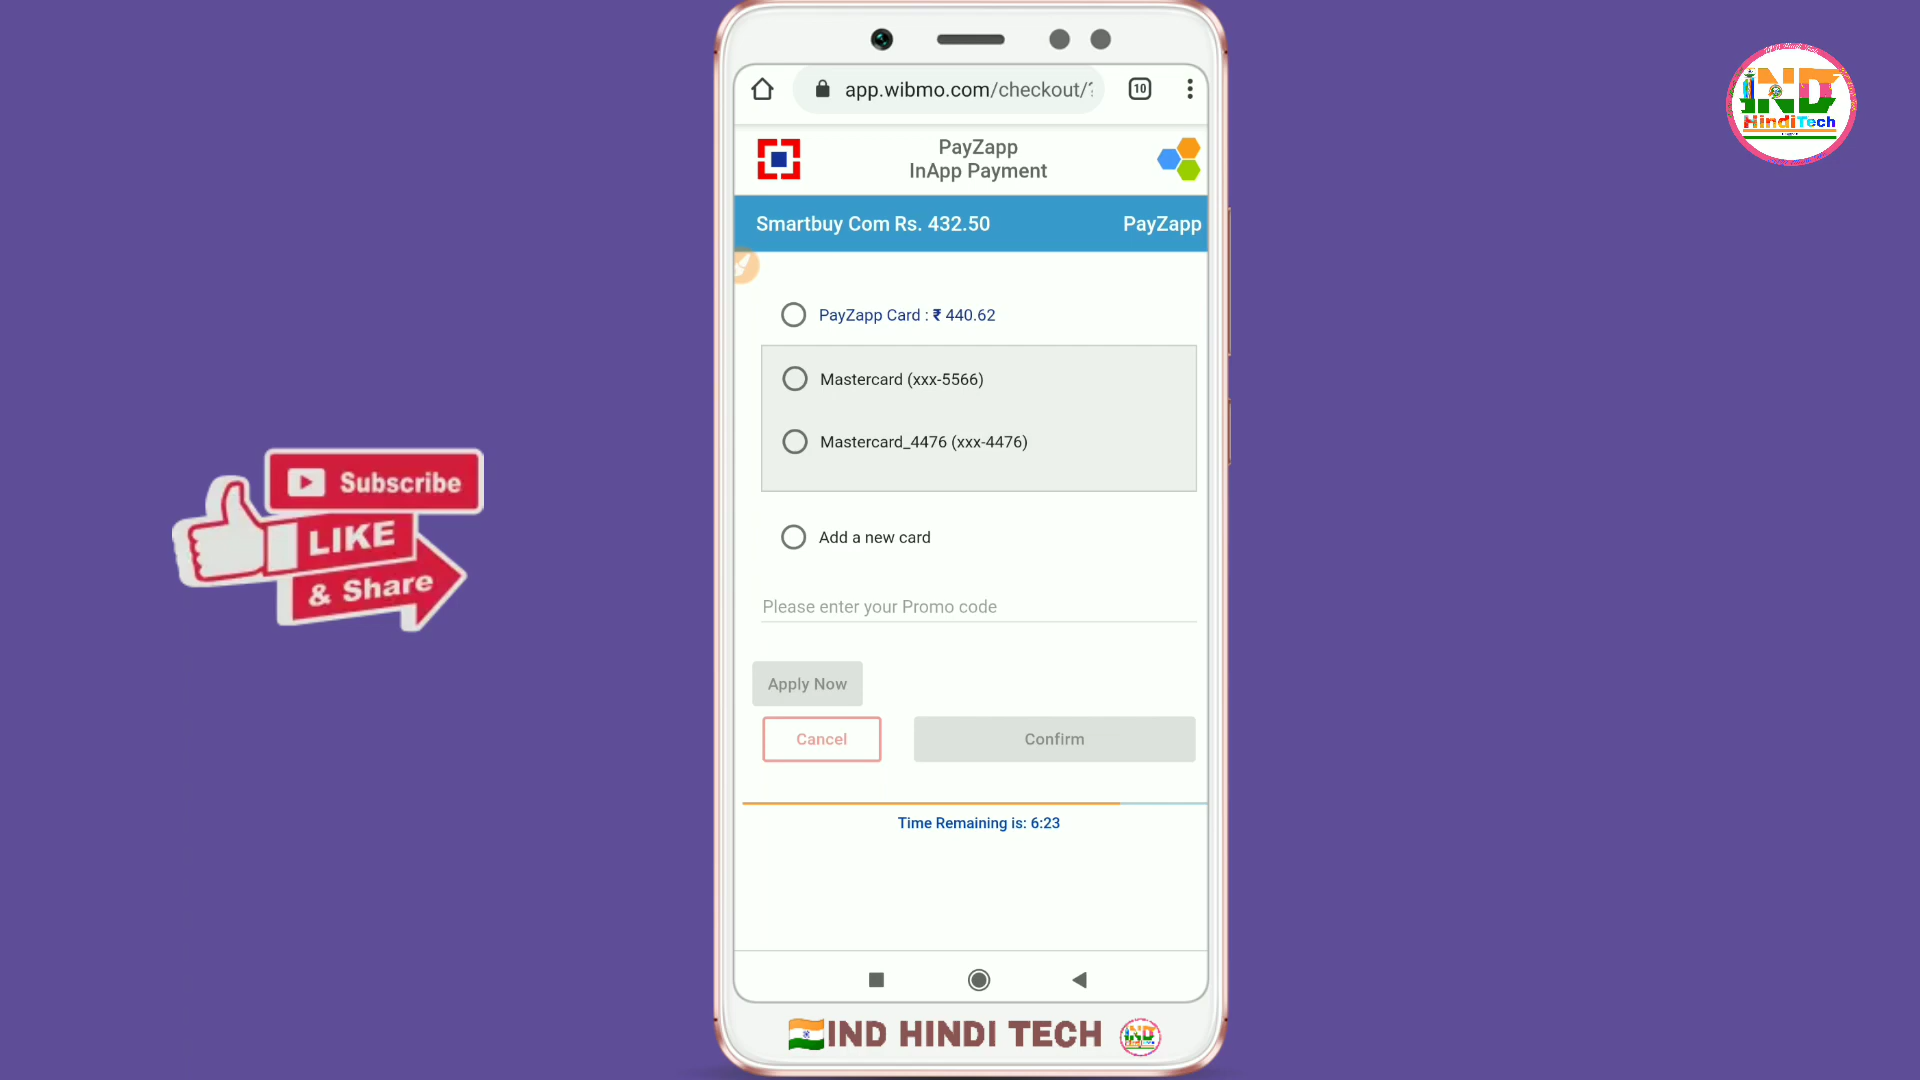 10
app.wibmo.com/checkout/?
PayZapp
InApp Payment
Smartbuy Com Rs. 432.50
PayZapp
PayZapp Card : ₹ 440.62
Mastercard (xxx-5566)
Mastercard_4476 (xxx-4476)
Add a new card
Please enter your Promo code
Apply Now
Cancel
Confirm
Time Remaining is: 6:23
IND HINDI TECH
IND
Subscribe
LIKE
& Share
IND
HindiTech